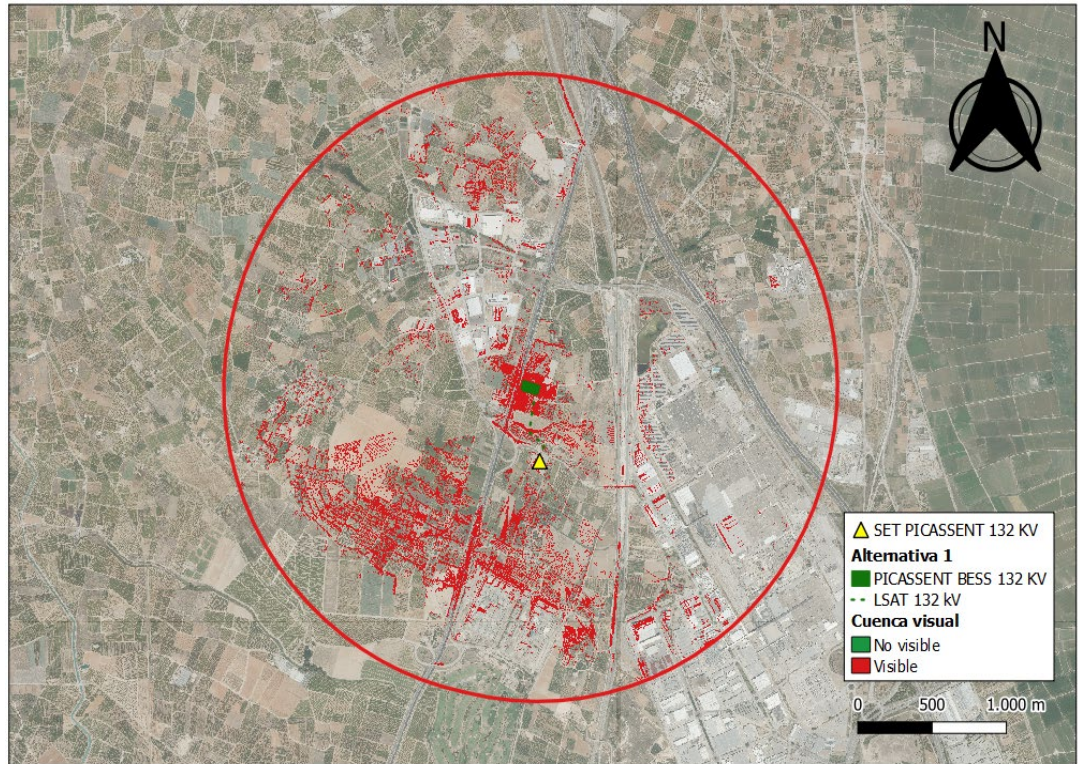 N
SET PICASSENT 132 KV
Alternativa 1
PICASSENT BESS 132 KV
LSAT 132 kV
Cuenca visual
No visible
Visible
0 500 1.000 m